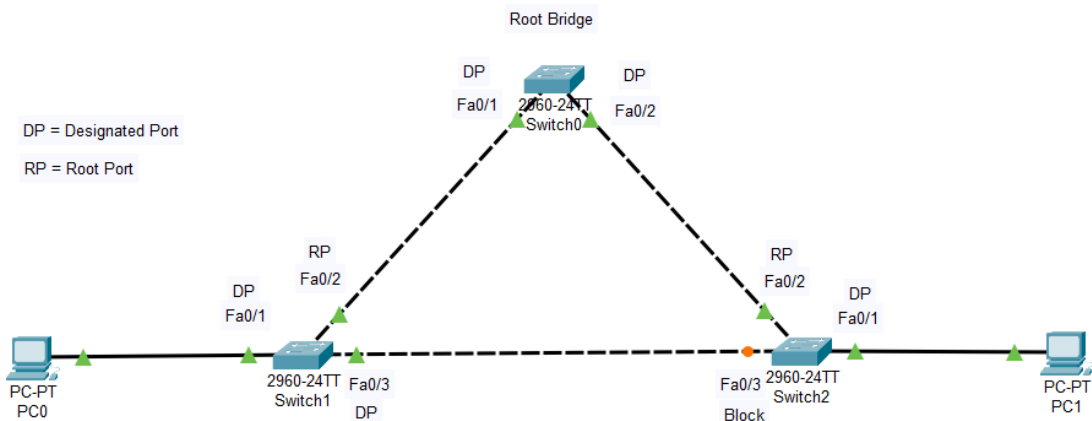 Root Bridge
DP
DP
Fa0/1
2960-24TT
Fa0/2
Switch0
DP = Designated Port
RP = Root Port
RP
Fa0/2
RP
Fa0/2
DP
Fa0/1
DP
Fa0/1
PC-PT
PC0
2960-24TT
Switch1
Fa0/3
DP
Fa0/3
Block
2960-24TT
Switch2
PC-PT
PC1